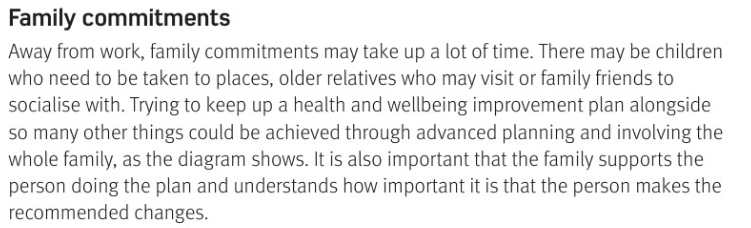 Family commitments
Away from work, family commitments may take up a lot of time. There may be children
who need to be taken to places, older relatives who may visit or family friends to
socialise with. Trying to keep up a health and wellbeing improvement plan alongside
so many other things could be achieved through advanced planning and involving the
whole family, as the diagram shows. It is also important that the family supports the
person doing the plan and understands how important it is that the person makes the
recommended changes.